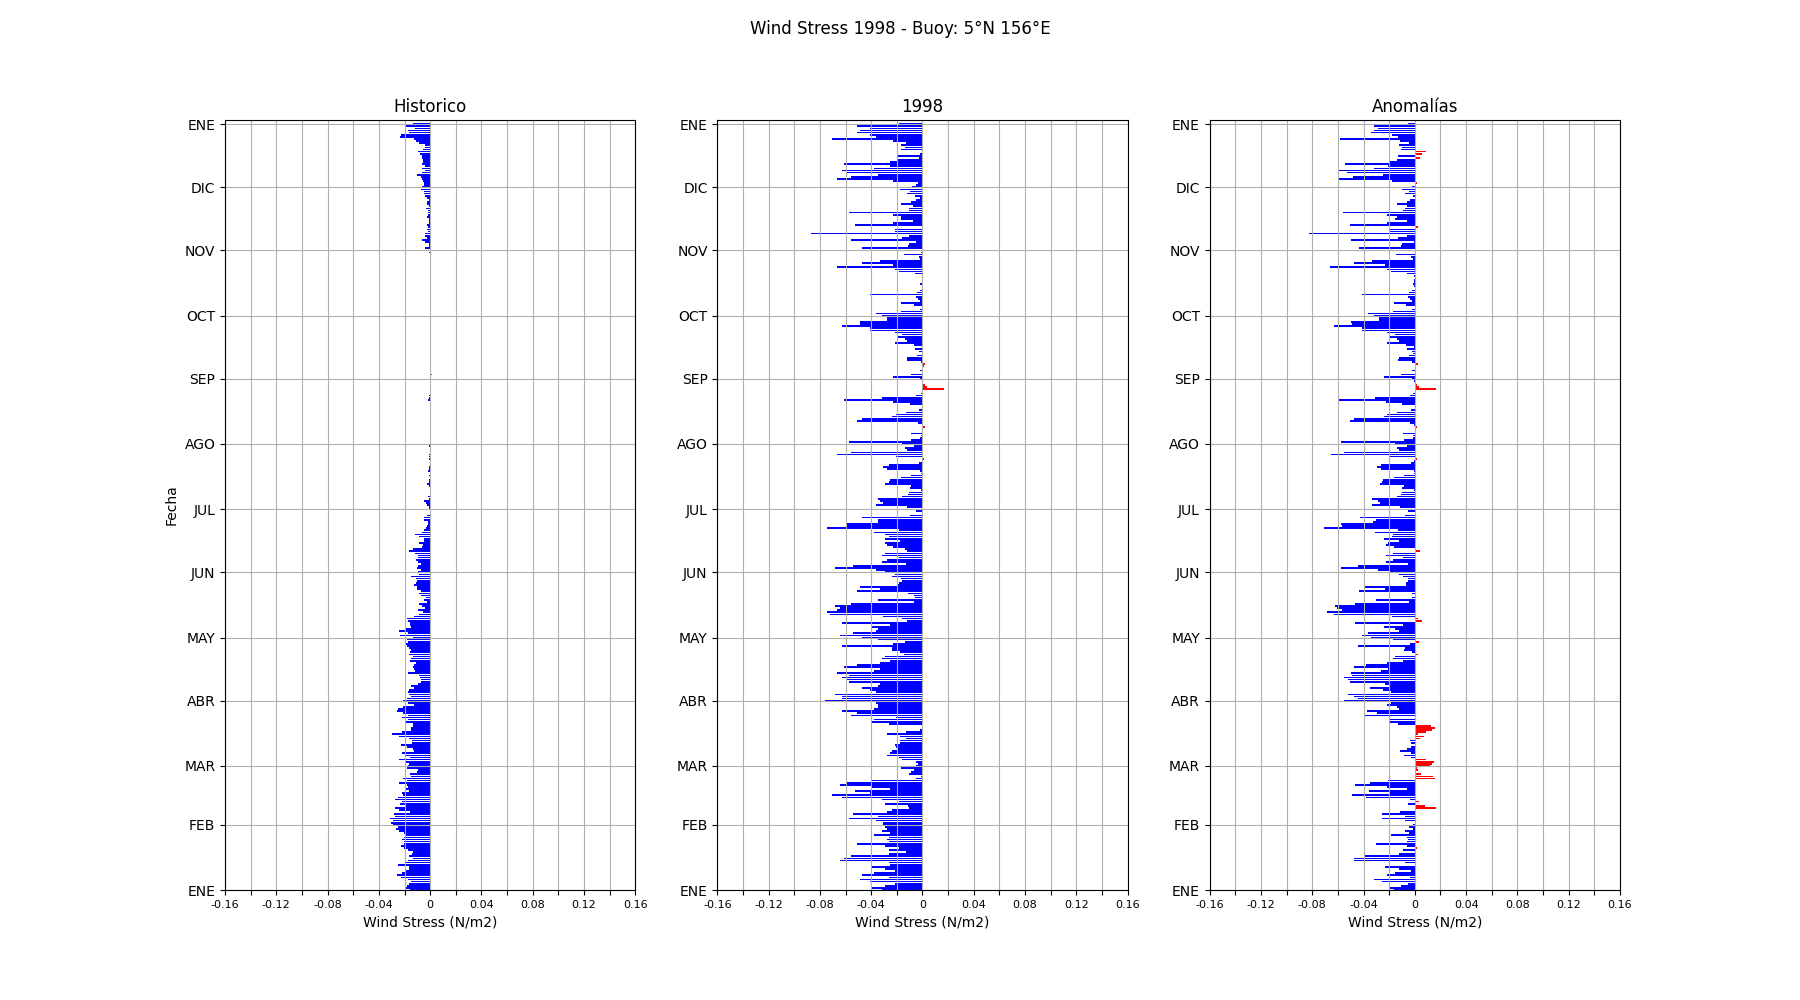 Wind Stress 1998 - Buoy: 5°N 156°E
Historico
ENE
DIC
NOV
OCT
SEP
AGO
JUL
JUN
MAY
ABR
MAR
FEB
ENE
Fecha
-0.16 -0.12 -0.08 -0.04 0 0.04 0.08 0.12 0.16
Wind Stress (N/m2)
1998
ENE
DIC
NOV
OCT
SEP
AGO
JUL
JUN
MAY
ABR
MAR
FEB
ENE
-0.16 -0.12 -0.08 -0.04 0 0.04 0.08 0.12 0.16
Wind Stress (N/m2)
Anomalías
ENE
DIC
NOV
OCT
SEP
AGO
JUL
JUN
MAY
ABR
MAR
FEB
ENE
-0.16 -0.12 -0.08 -0.04 0 0.04 0.08 0.12 0.16
Wind Stress (N/m2)